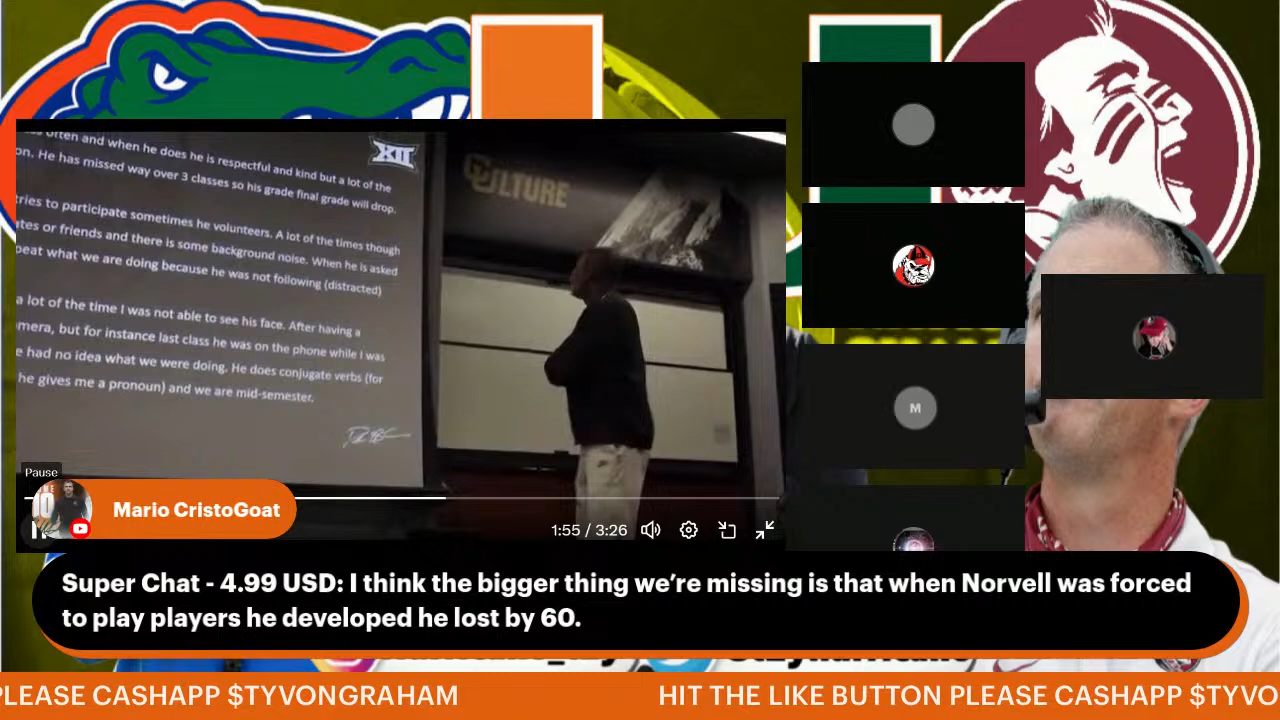 often and when he does he is respectful and kind but a lot of the
on. He has missed way over 3 classes so his grade final grade will drop.
tries to participate sometimes he volunteers. A lot of the times though
ates or friends and there is some background noise. When he is asked
peat what we are doing because he was not following (distracted)
a lot of the time I was not able to see his face. After having a
mera, but for instance last class he was on the phone while I was
e had no idea what we were doing. He does conjugate verbs (for
he gives me a pronoun) and we are mid-semester.
XII
CULTURE
M
Pause
Mario CristoGoat
1:55 / 3:26
Super Chat - 4.99 USD: I think the bigger thing we’re missing is that when Norvell was forced
to play players he developed he lost by 60.
PLEASE CASHAPP $TYVONGRAHAM HIT THE LIKE BUTTON PLEASE CASHAPP $TYVO